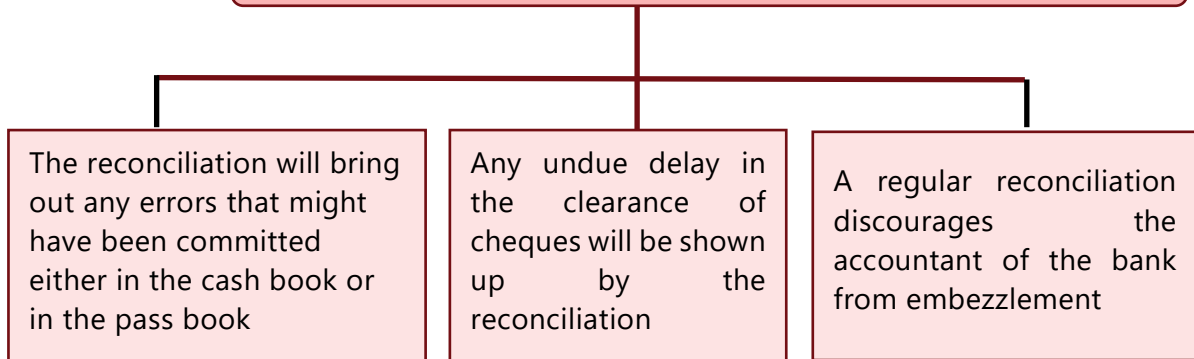 The reconciliation will bring
out any errors that might
have been committed
either in the cash book or
in the pass book
Any undue delay in
the clearance of
cheques will be shown
up by the
reconciliation
A regular reconciliation
discourages the
accountant of the bank
from embezzlement